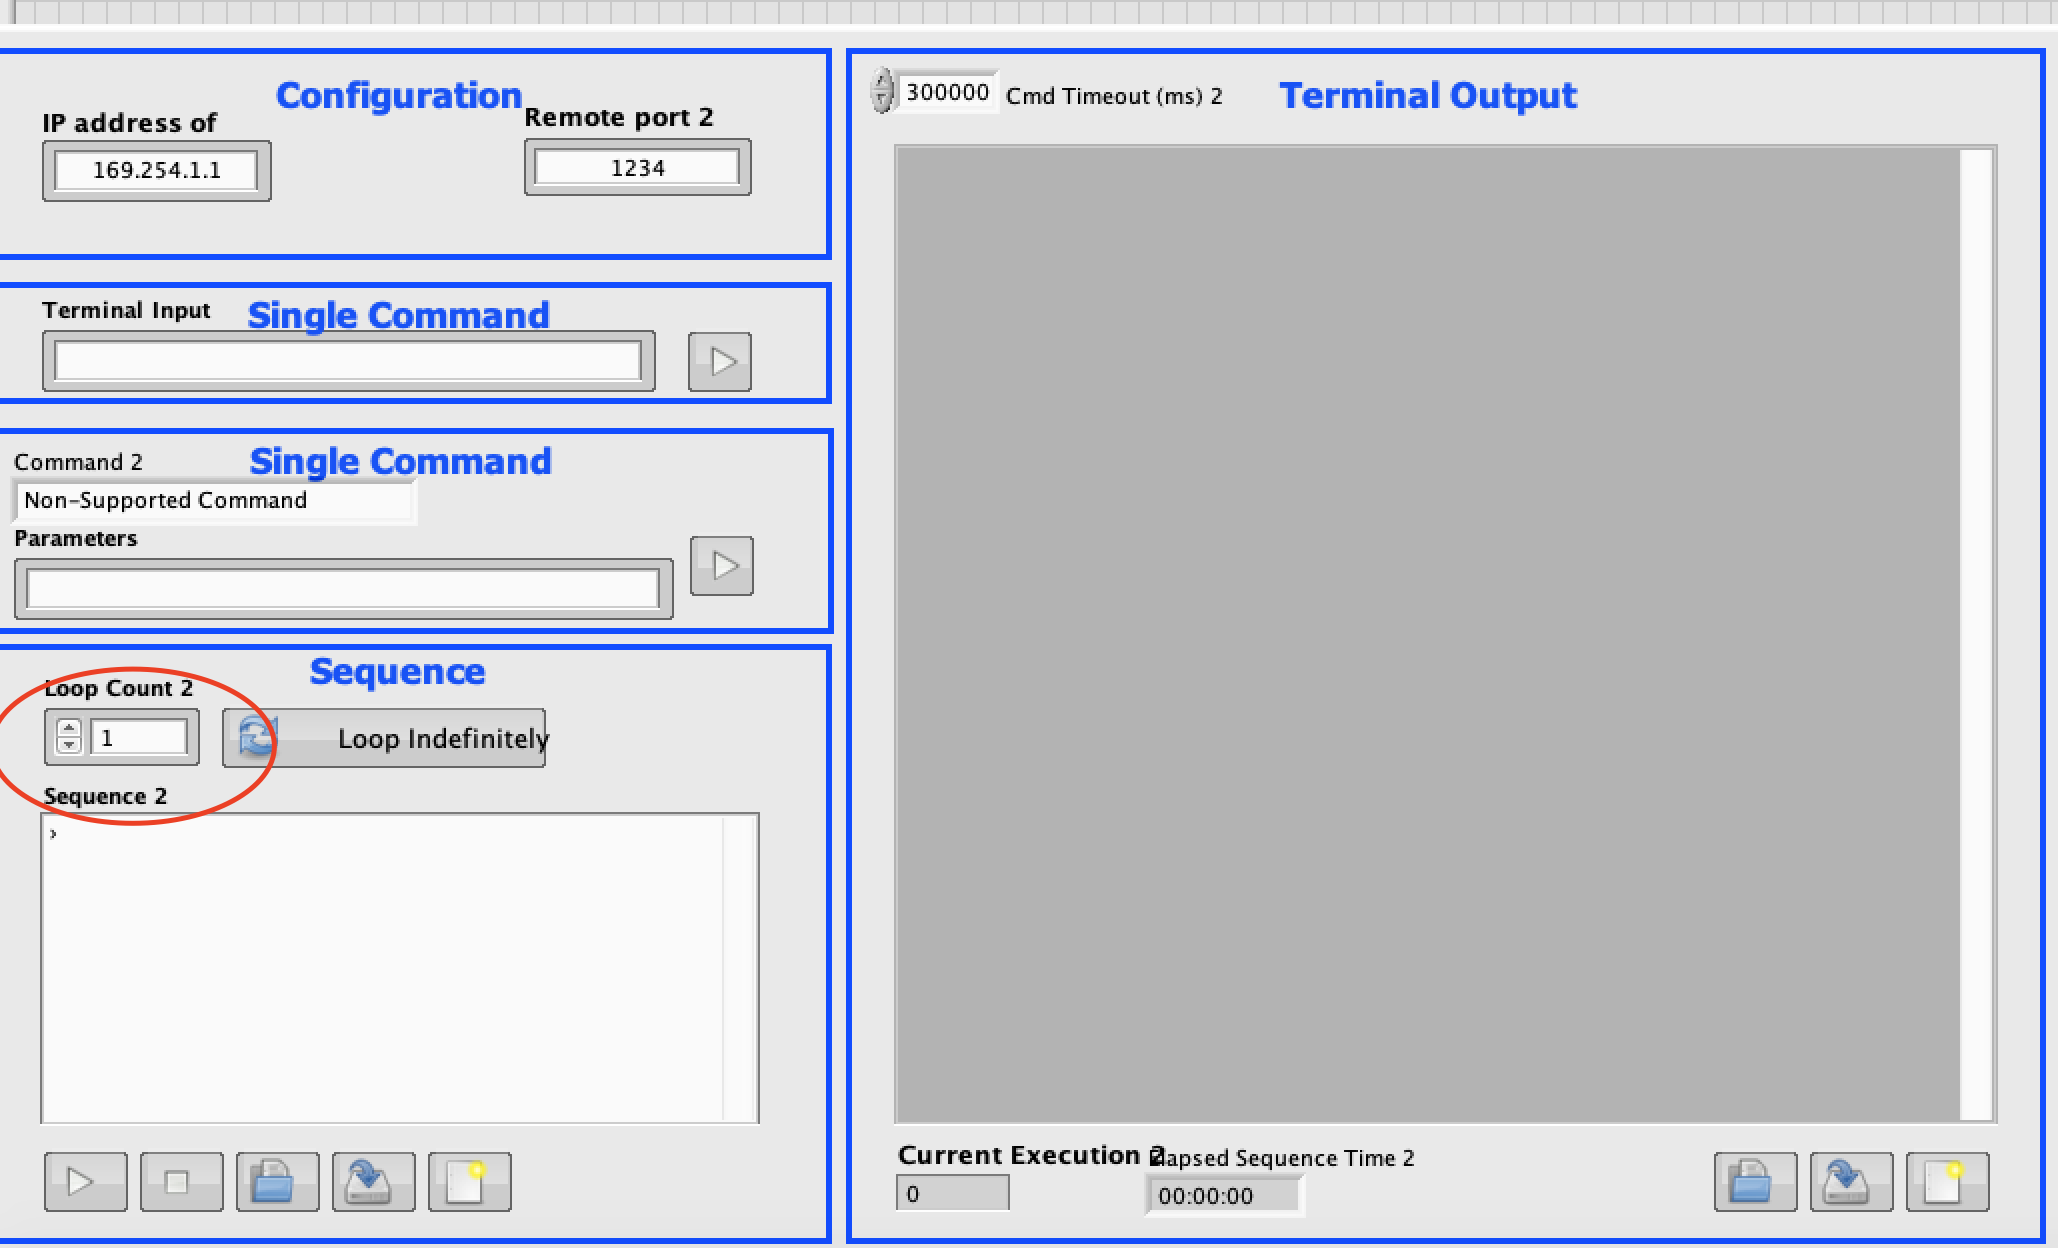 Configuration
IP address of
Remote port 2
169.254.1.1
1234
Terminal Input
Single Command
Command 2
Single Command
Non-Supported Command
Parameters
Sequence
Loop Count 2
1
Loop Indefinitely
Sequence 2
›
300000 Cmd Timeout (ms) 2
Terminal Output
Current Execution 2
Elapsed Sequence Time 2
0
00:00:00